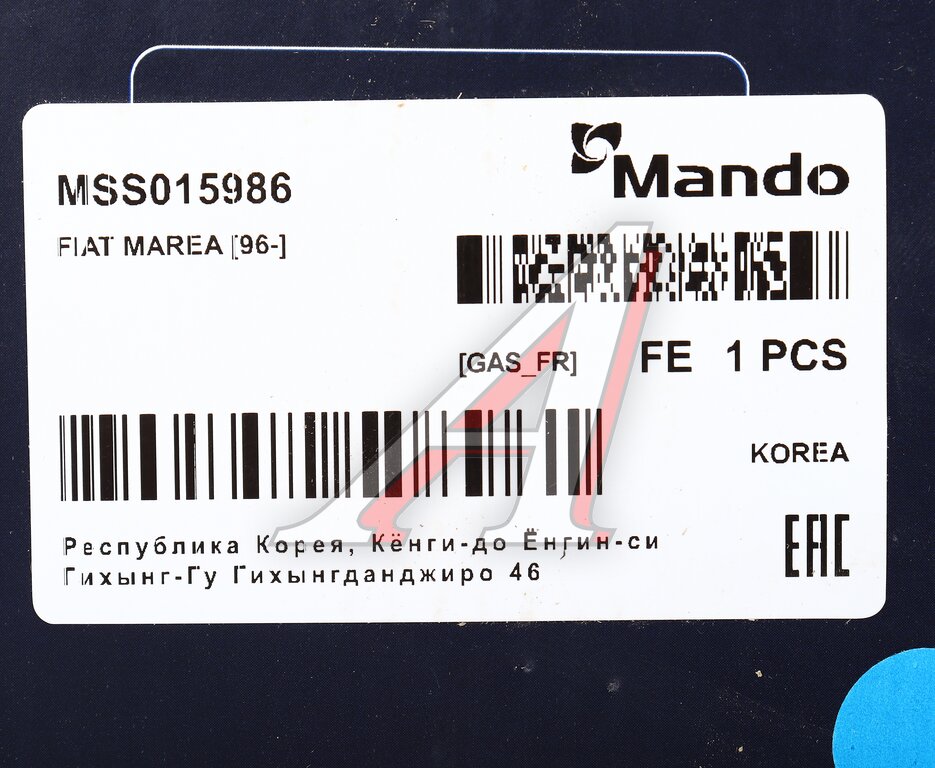 Mando
MSS015986
FIAT MAREA [96-]
[GAS_FR] FE 1 PCS
KOREA
Республика Корея, Кёнги-до Ёнгин-си
Гихынг-Гу Гихынгданджиро 46
EAC